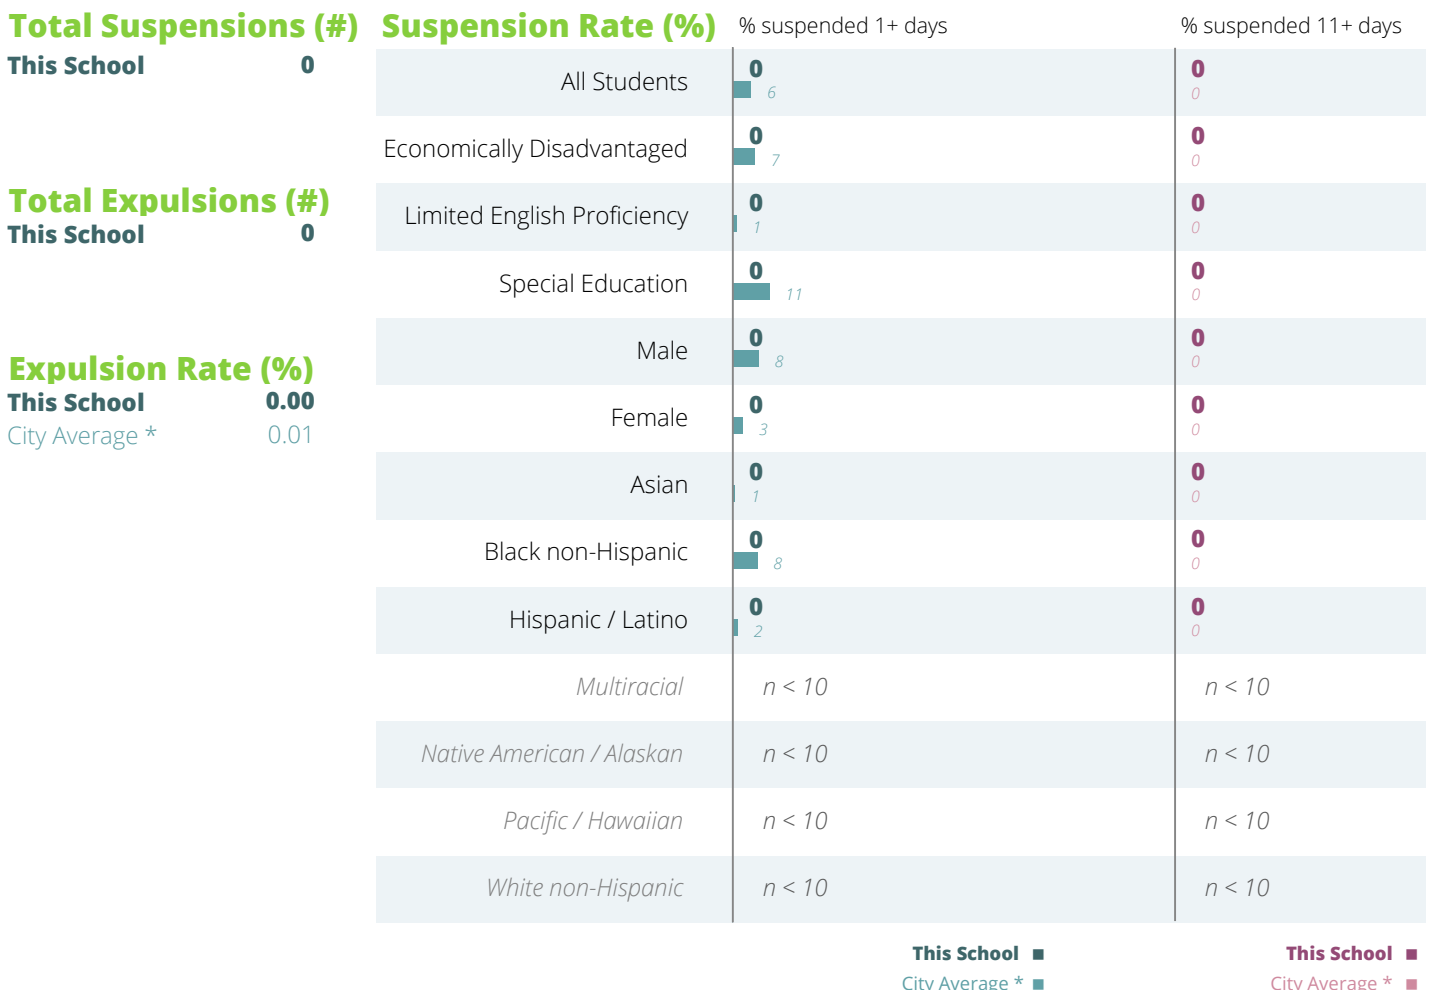 Total Suspensions (#)
This School 0
Total Expulsions (#)
This School 0
Expulsion Rate (%)
This School 0.00
City Average * 0.01
Suspension Rate (%) % suspended 1+ days % suspended 11+ days
All Students 0 0
6 0
Economically Disadvantaged 0 0
7 0
Limited English Proficiency 0 0
1 0
Special Education 0 0
11 0
Male 0 0
8 0
Female 0 0
3 0
Asian 0 0
1 0
Black non-Hispanic 0 0
8 0
Hispanic / Latino 0 0
2 0
Multiracial n < 10 n < 10
Native American / Alaskan n < 10 n < 10
Pacific / Hawaiian n < 10 n < 10
White non-Hispanic n < 10 n < 10
This School This School
City Average * City Average *